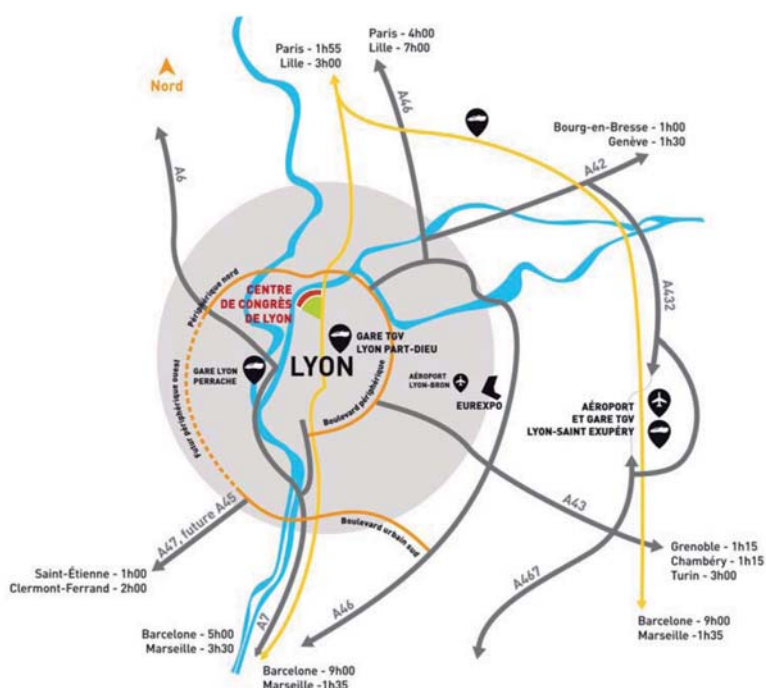 Paris - 4h00
Lille - 7h00
Paris - 1h55
Lille - 3h00
Nord
A46
Bourg-en-Bresse - 1h00
Genève - 1h30
A42
A6
Périphérique nord
CENTRE
DE CONGRÈS
DE LYON
A432
GARE TGV
LYON PART-DIEU
GARE LYON
PERRACHE
LYON
AÉROPORT
LYON-BRON
EUREXPO
Boulevard périphérique
Futur périphérique ouest
AÉROPORT
ET GARE TGV
LYON-SAINT EXUPÉRY
A47, future A45
Boulevard urbain sud
A43
Saint-Étienne - 1h00
Clermont-Ferrand - 2h00
Grenoble - 1h15
Chambéry - 1h15
Turin - 3h00
A467
A7
A46
Barcelone - 5h00
Marseille - 3h30
Barcelone - 9h00
Marseille -1h35
Barcelone - 9h00
Marseille -1h35